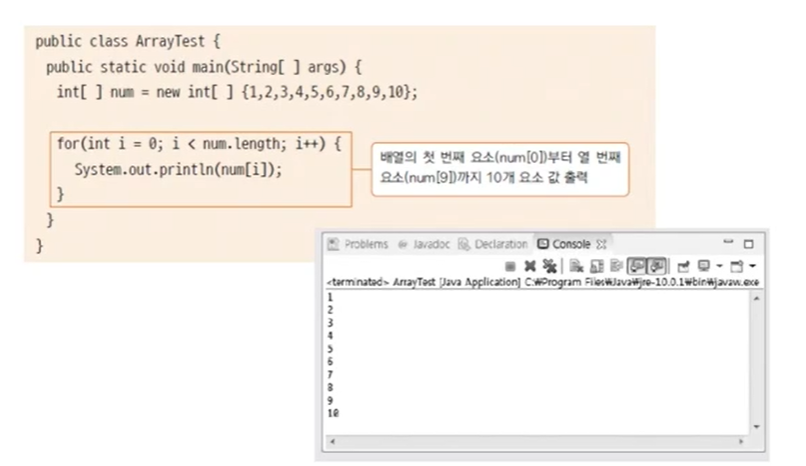 public class ArrayTest {
public static void main(String[ ] args) {
int[ ] num = new int[ ] {1,2,3,4,5,6,7,8,9,10};
for(int i = 0; i < num.length; i++) {
System.out.println(num[i]);
}
배열의 첫 번째 요소(num[0])부터 열 번째
요소(num[9])까지 10개 요소 값 출력
}
}
Problems @ Javadoc Declaration Console
<terminated> ArrayTest [Java Application] C:₩Program Files₩Java₩jre-10.0.1₩bin₩javaw.exe
1
2
3
4
5
6
7
8
9
10